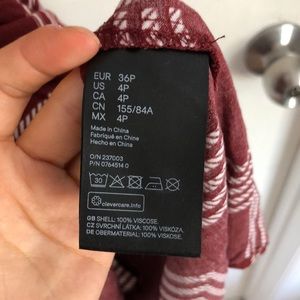 EUR 36P
US 4P
CA 4P
CN 155/84A
MX 4P
Made in China
Fabriqué en Chine
Hecho en China
O/N 237003
P/N 0764514 0
30
clevercare.info
GB SHELL: 100% VISCOSE.
CZ SVRCHNÍ LÁTKA: 100% VISKÓZA.
DE OBERMATERIAL: 100% VISKOSE.